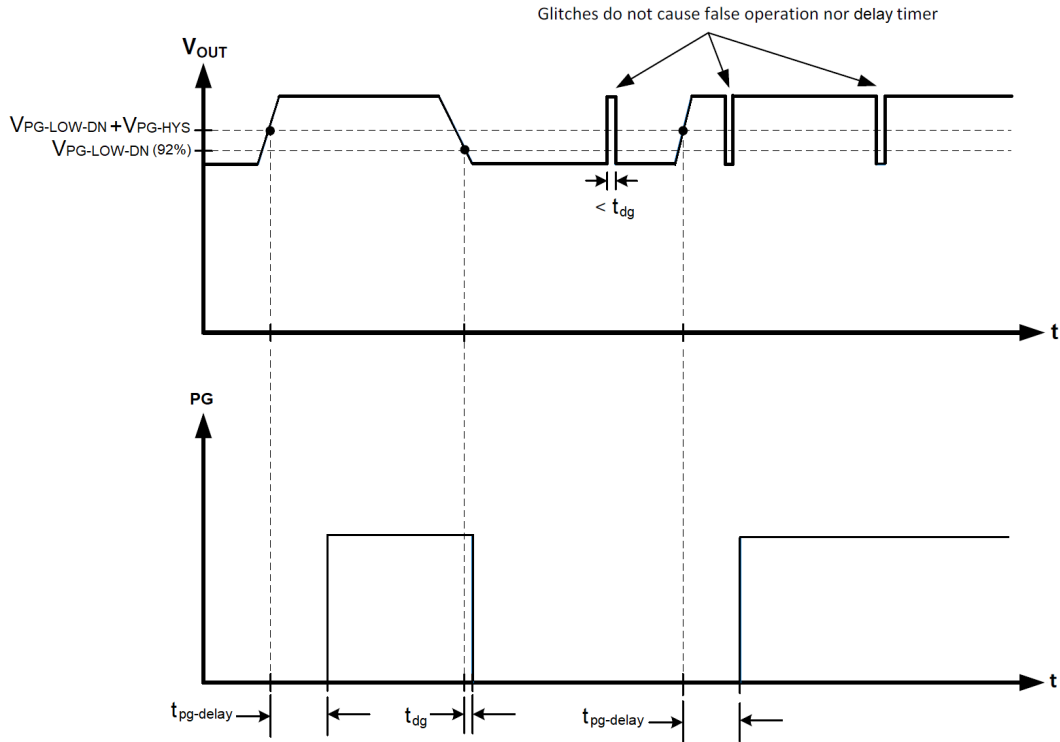 Glitches do not cause false operation nor delay timer
VOUT
VPG-LOW-DN+VPG-HYS
VPG-LOW-DN (92%)
< tdg
t
PG
t
tpg-delay
tdg
tpg-delay